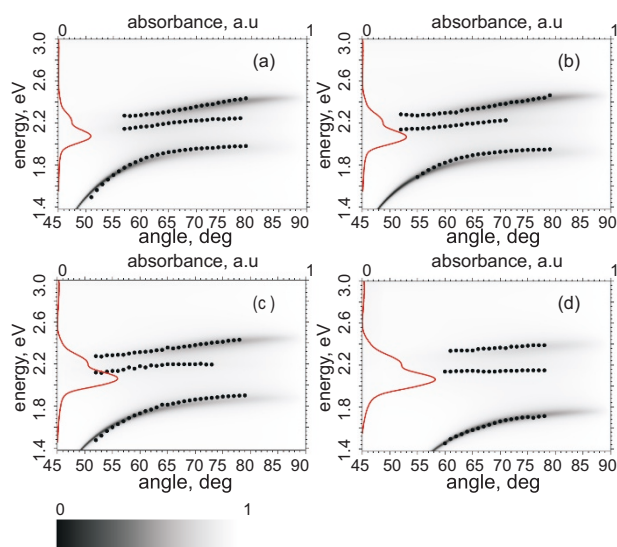 absorbance, a.u absorbance, a.u
0 1 0 1
3.0 2.6 2.2 1.8 1.4
energy, eV
(a)
45 50 55 60 65 70 75 80 85 90
angle, deg
3.0 2.6 2.2 1.8 1.4
energy, eV
(b)
45 50 55 60 65 70 75 80 85 90
angle, deg
absorbance, a.u absorbance, a.u
0 1 0 1
3.0 2.6 2.2 1.8 1.4
energy, eV
(c)
45 50 55 60 65 70 75 80 85 90
angle, deg
3.0 2.6 2.2 1.8 1.4
energy, eV
(d)
45 50 55 60 65 70 75 80 85 90
angle, deg
0 1